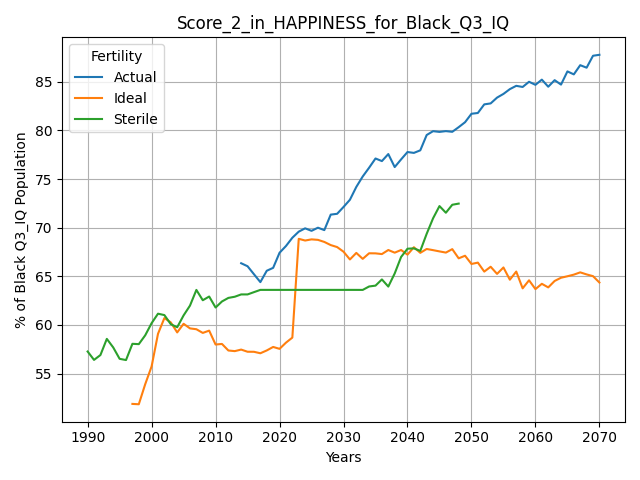 Score_2_in_HAPPINESS_for_Black_Q3_IQ
Fertility
Actual
Ideal
Sterile
% of Black Q3_IQ Population
85
80
75
70
65
60
55
1990 2000 2010 2020 2030 2040 2050 2060 2070
Years